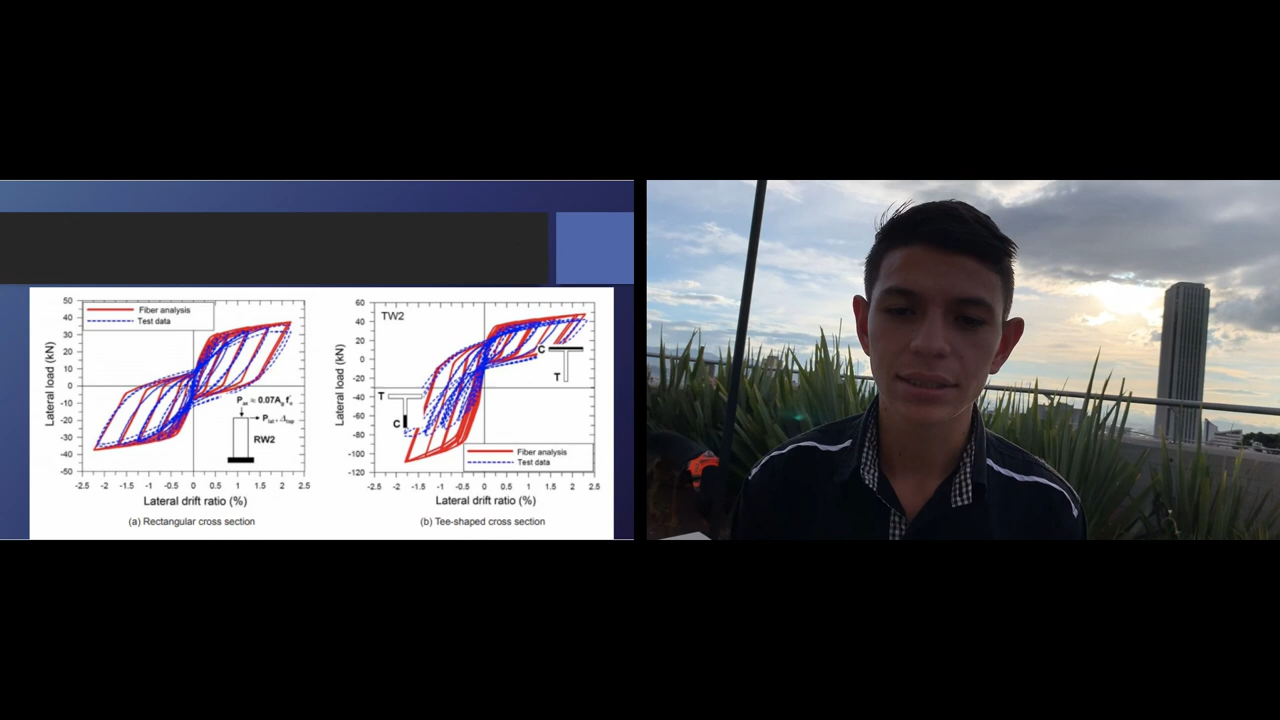 50
40
30
20
10
0
-10
-20
-30
-40
-50
Lateral load (kN)
Fiber analysis
Test data
Pax ≈ 0.07Ag f'c
Plat , Δtop
RW2
-2.5 -2 -1.5 -1 -0.5 0 0.5 1 1.5 2 2.5
Lateral drift ratio (%)
(a) Rectangular cross section
60
40
20
0
-20
-40
-60
-80
-100
-120
Lateral load (kN)
TW2
C
T
T
C
Fiber analysis
Test data
-2.5 -2 -1.5 -1 -0.5 0 0.5 1 1.5 2 2.5
Lateral drift ratio (%)
(b) Tee-shaped cross section